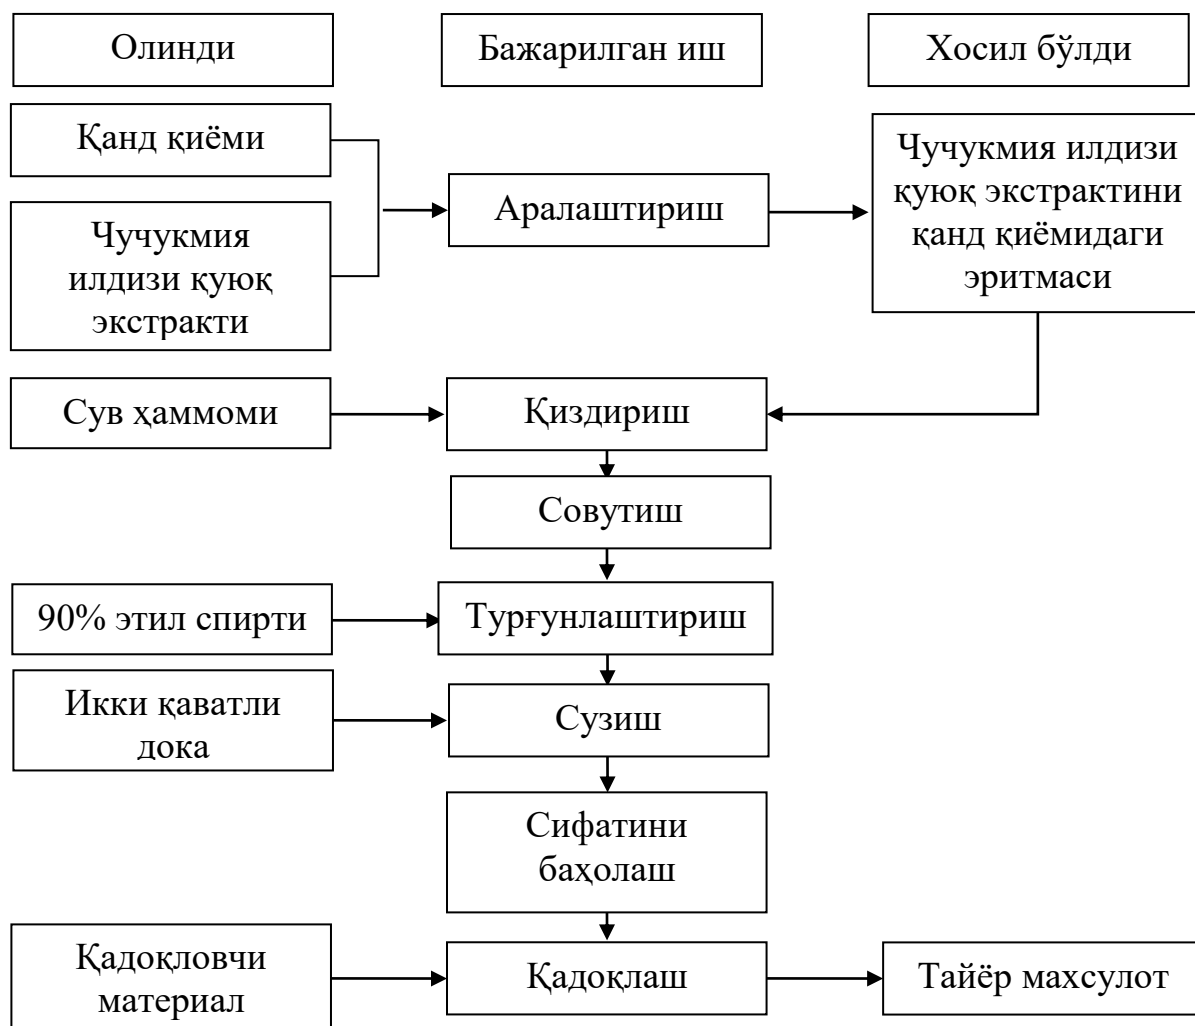 Олинди
Бажарилган иш
Хосил бўлди
Қанд қиёми
Чучукмия
илдизи қуюқ
экстракти
Аралаштириш
Чучукмия илдизи
қуюқ экстрактини
қанд қиёмидаги
эритмаси
Сув ҳаммоми
Қиздириш
Совутиш
90% этил спирти
Турғунлаштириш
Икки қаватли
дока
Сузиш
Сифатини
баҳолаш
Қадоқловчи
материал
Қадоқлаш
Тайёр махсулот